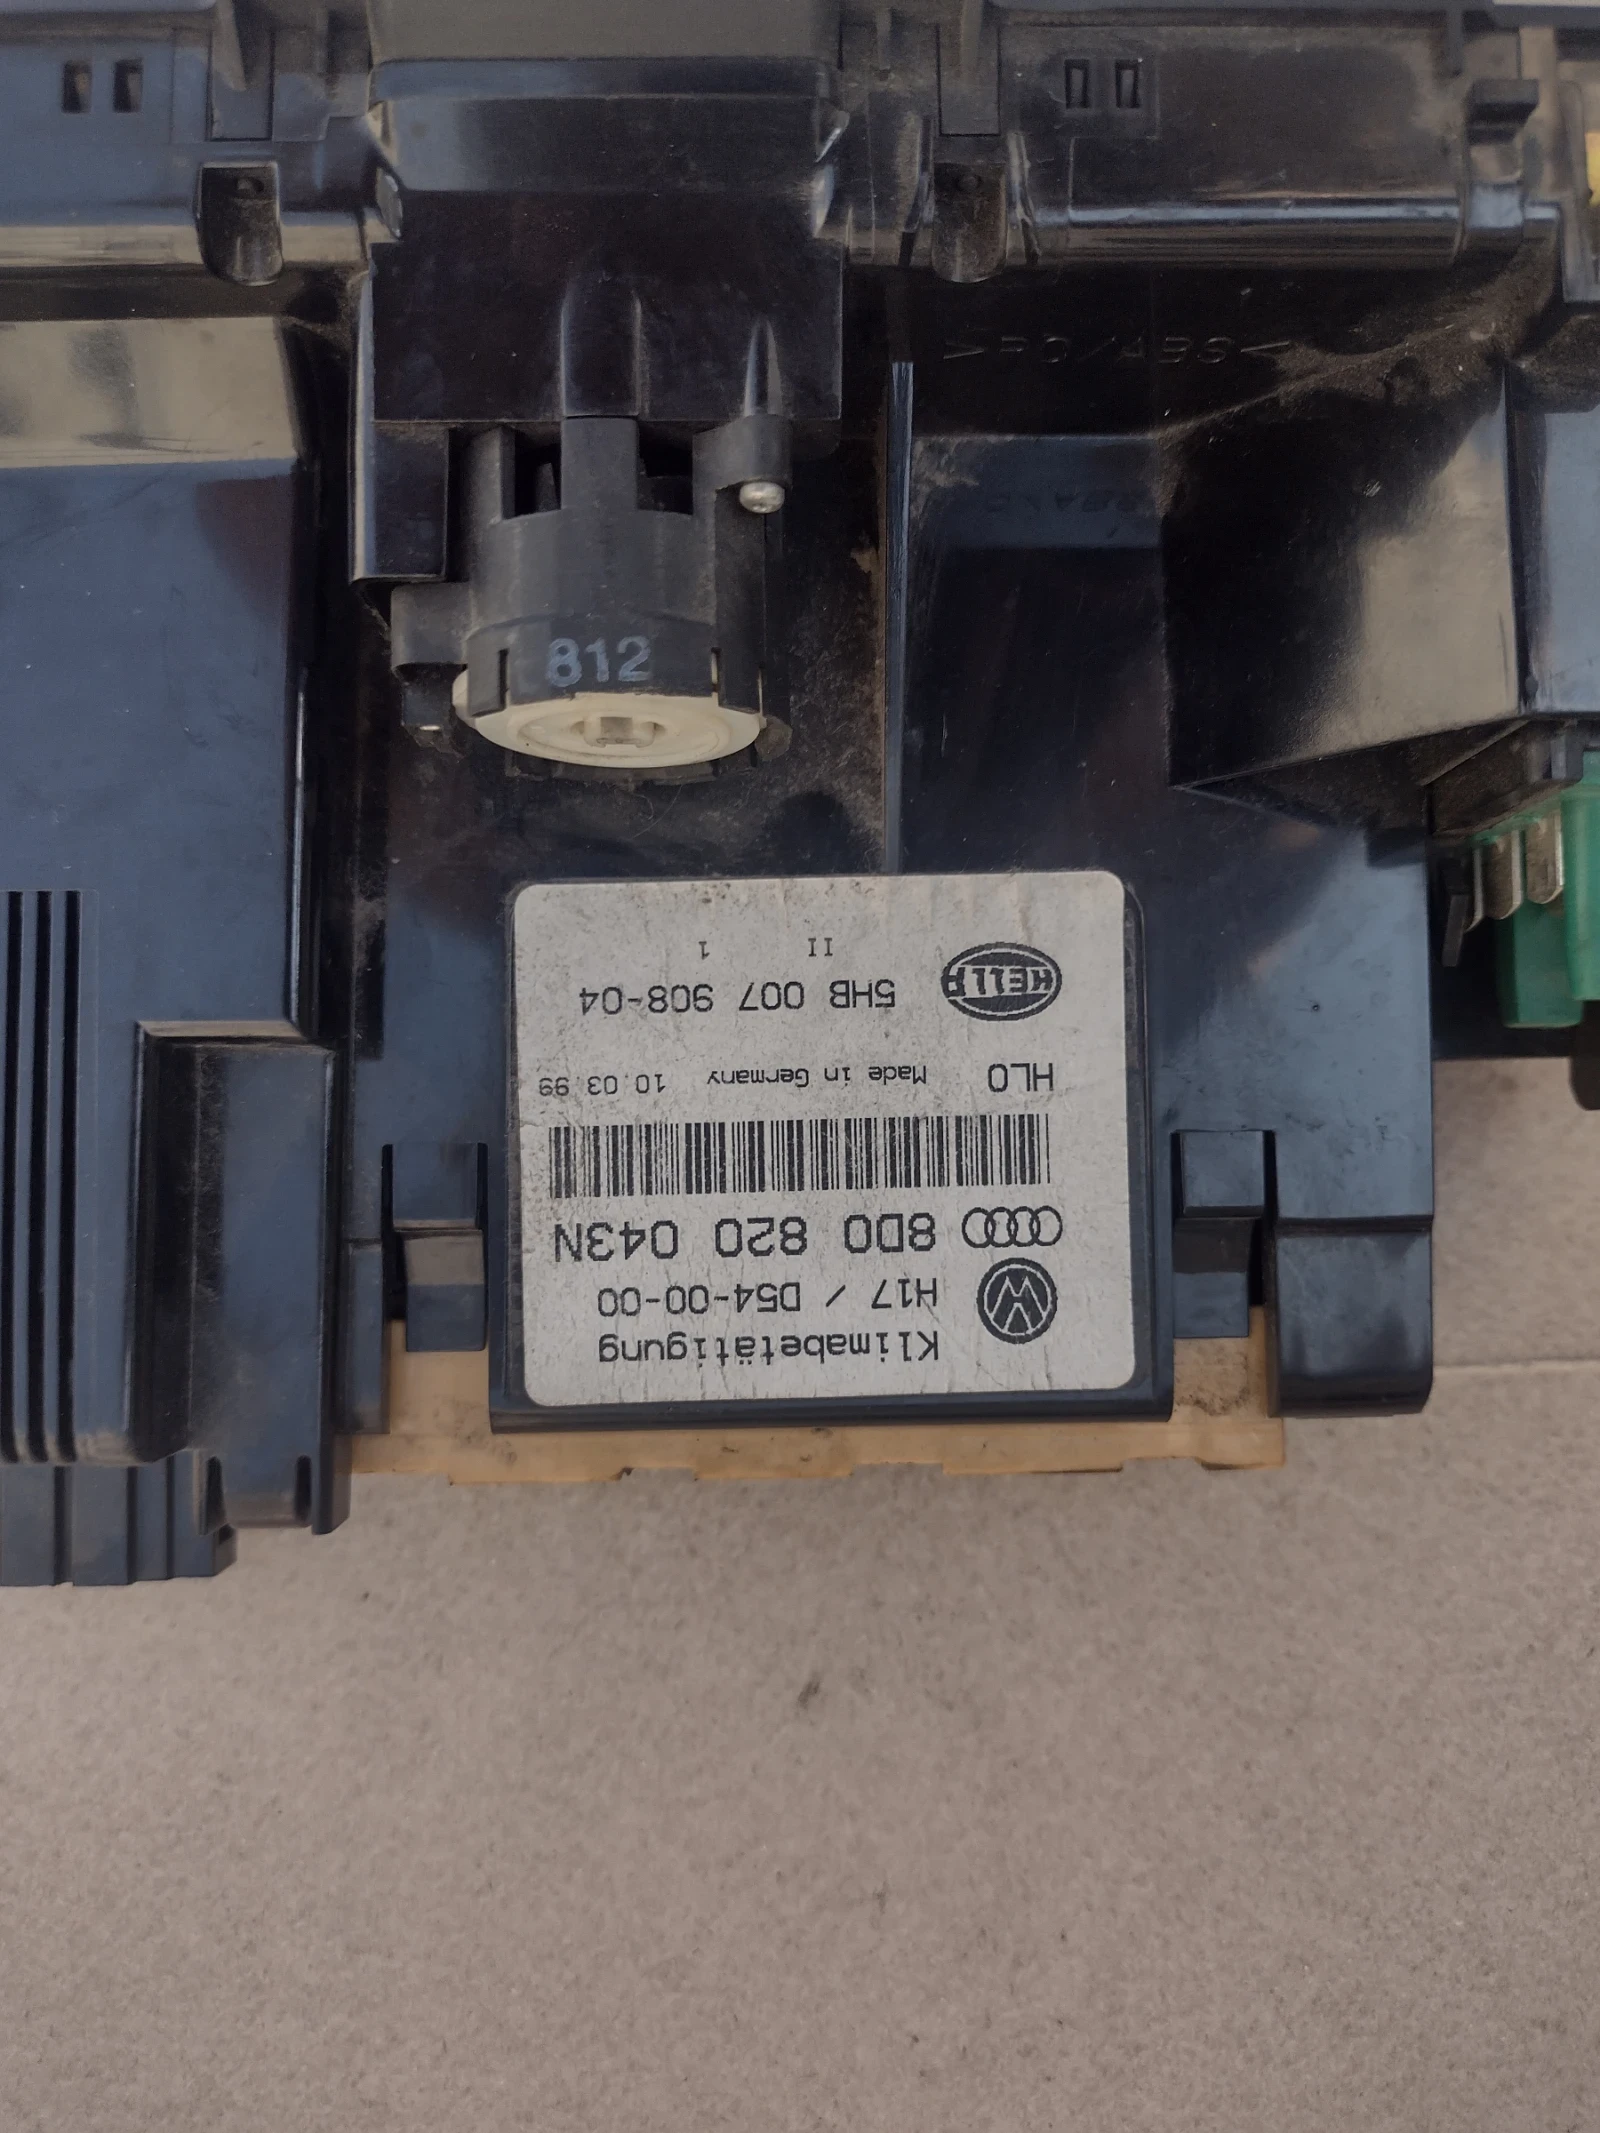 >PC/ABS<
812
Klimabetätigung
H17 / D54-00-00
8D0 820 043N
HLO Made in Germany 10.03.99
HELLA 5HB 007 908-04
II 1